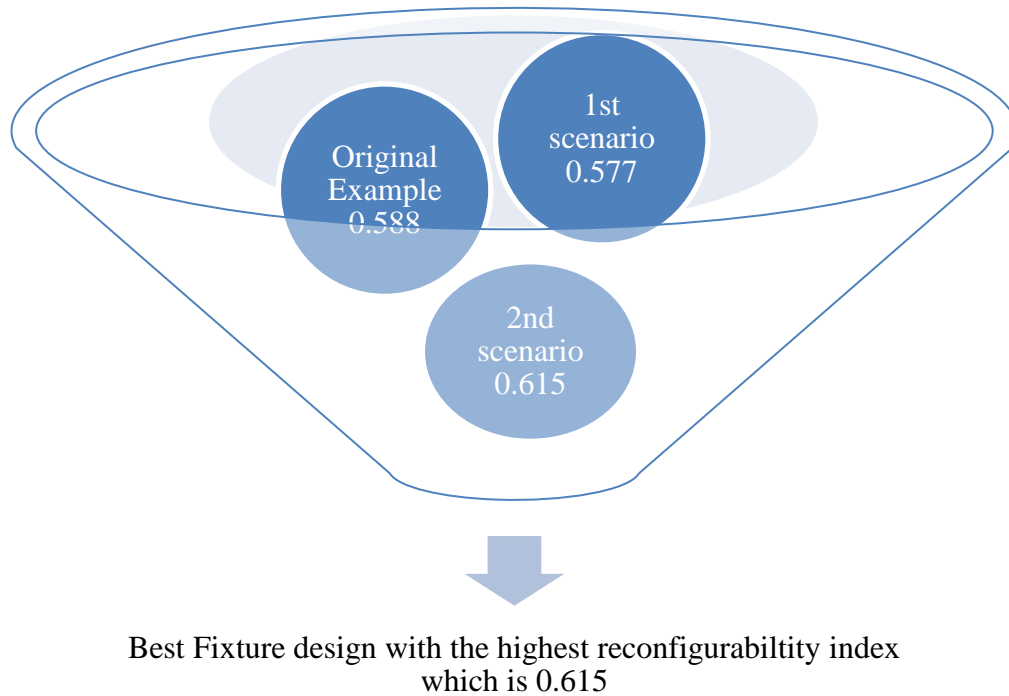 Original
Example
0.588
1st
scenario
0.577
2nd
scenario
0.615
Best Fixture design with the highest reconfigurabiltity index
which is 0.615